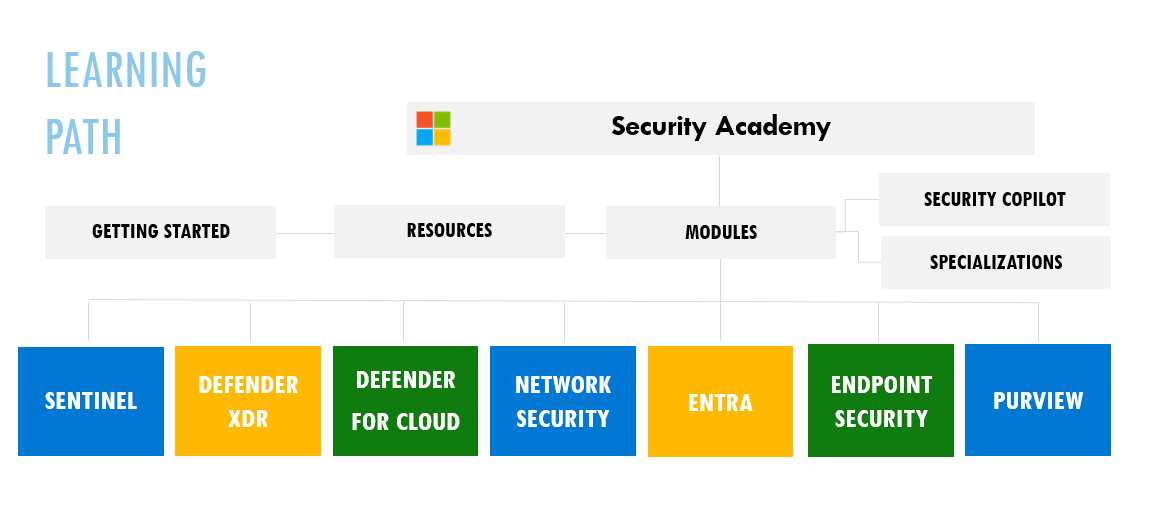 LEARNING
PATH
Security Academy
GETTING STARTED
RESOURCES
MODULES
SECURITY COPILOT
SPECIALIZATIONS
SENTINEL
DEFENDER
XDR
DEFENDER
FOR CLOUD
NETWORK
SECURITY
ENTRA
ENDPOINT
SECURITY
PURVIEW